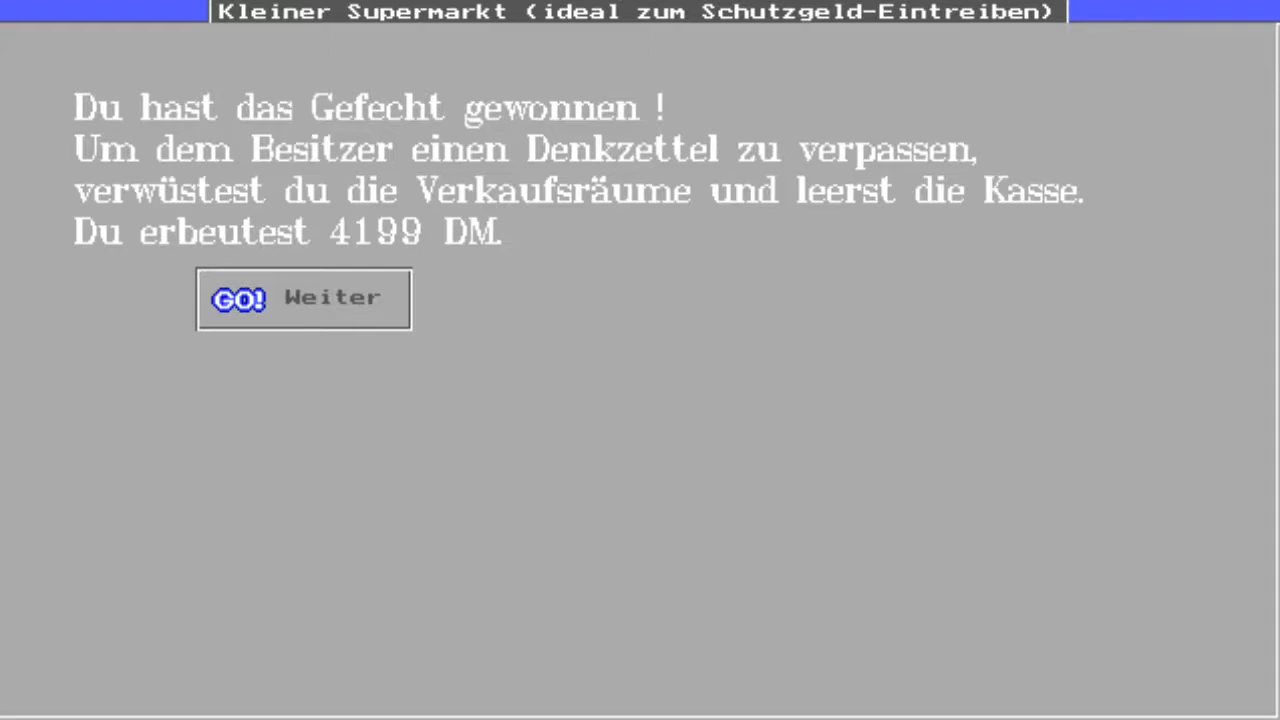 Kleiner Supermarkt (ideal zum Schutzgeld-Eintreiben)
Du hast das Gefecht gewonnen !
Um dem Besitzer einen Denkzettel zu verpassen,
verwüstest du die Verkaufsräume und leerst die Kasse.
Du erbeutest 4199 DM.
GO! Weiter